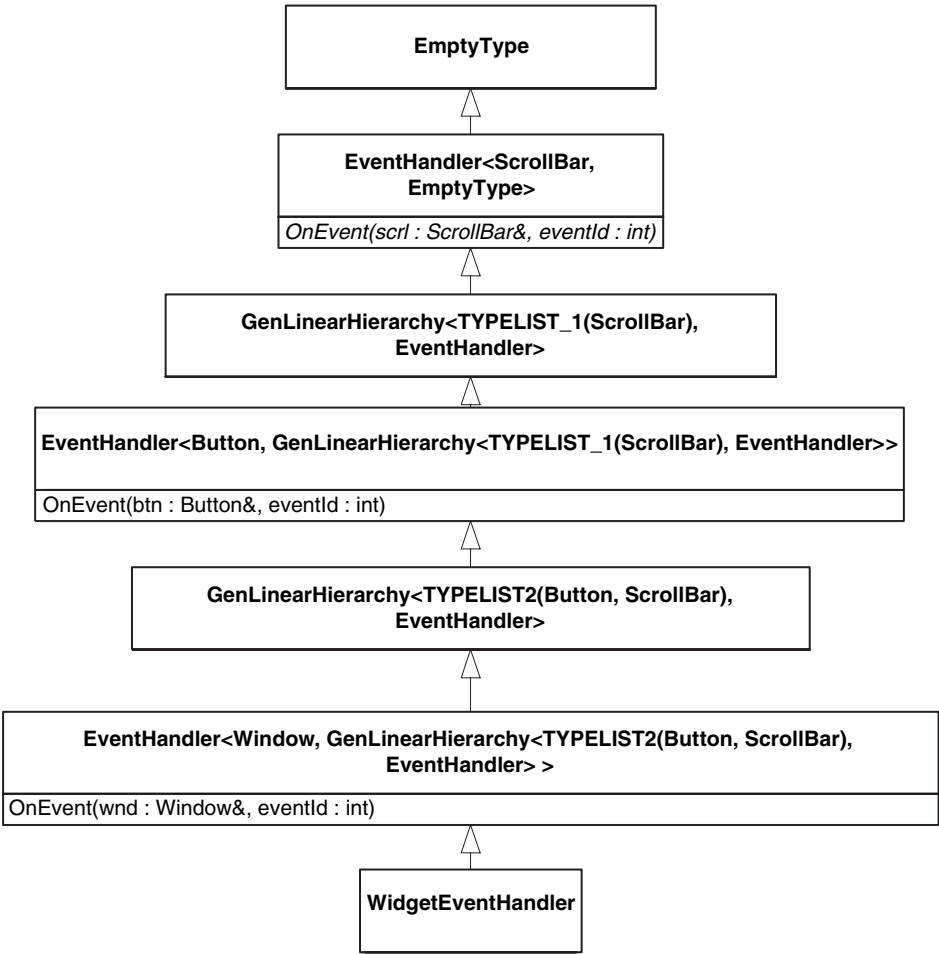 EmptyType
EventHandler<ScrollBar,
EmptyType>
OnEvent(scrl : ScrollBar&, eventId : int)
GenLinearHierarchy<TYPELIST_1(ScrollBar),
EventHandler>
EventHandler<Button, GenLinearHierarchy<TYPELIST_1(ScrollBar), EventHandler>>
OnEvent(btn : Button&, eventId : int)
GenLinearHierarchy<TYPELIST2(Button, ScrollBar),
EventHandler>
EventHandler<Window, GenLinearHierarchy<TYPELIST2(Button, ScrollBar),
EventHandler> >
OnEvent(wnd : Window&, eventId : int)
WidgetEventHandler